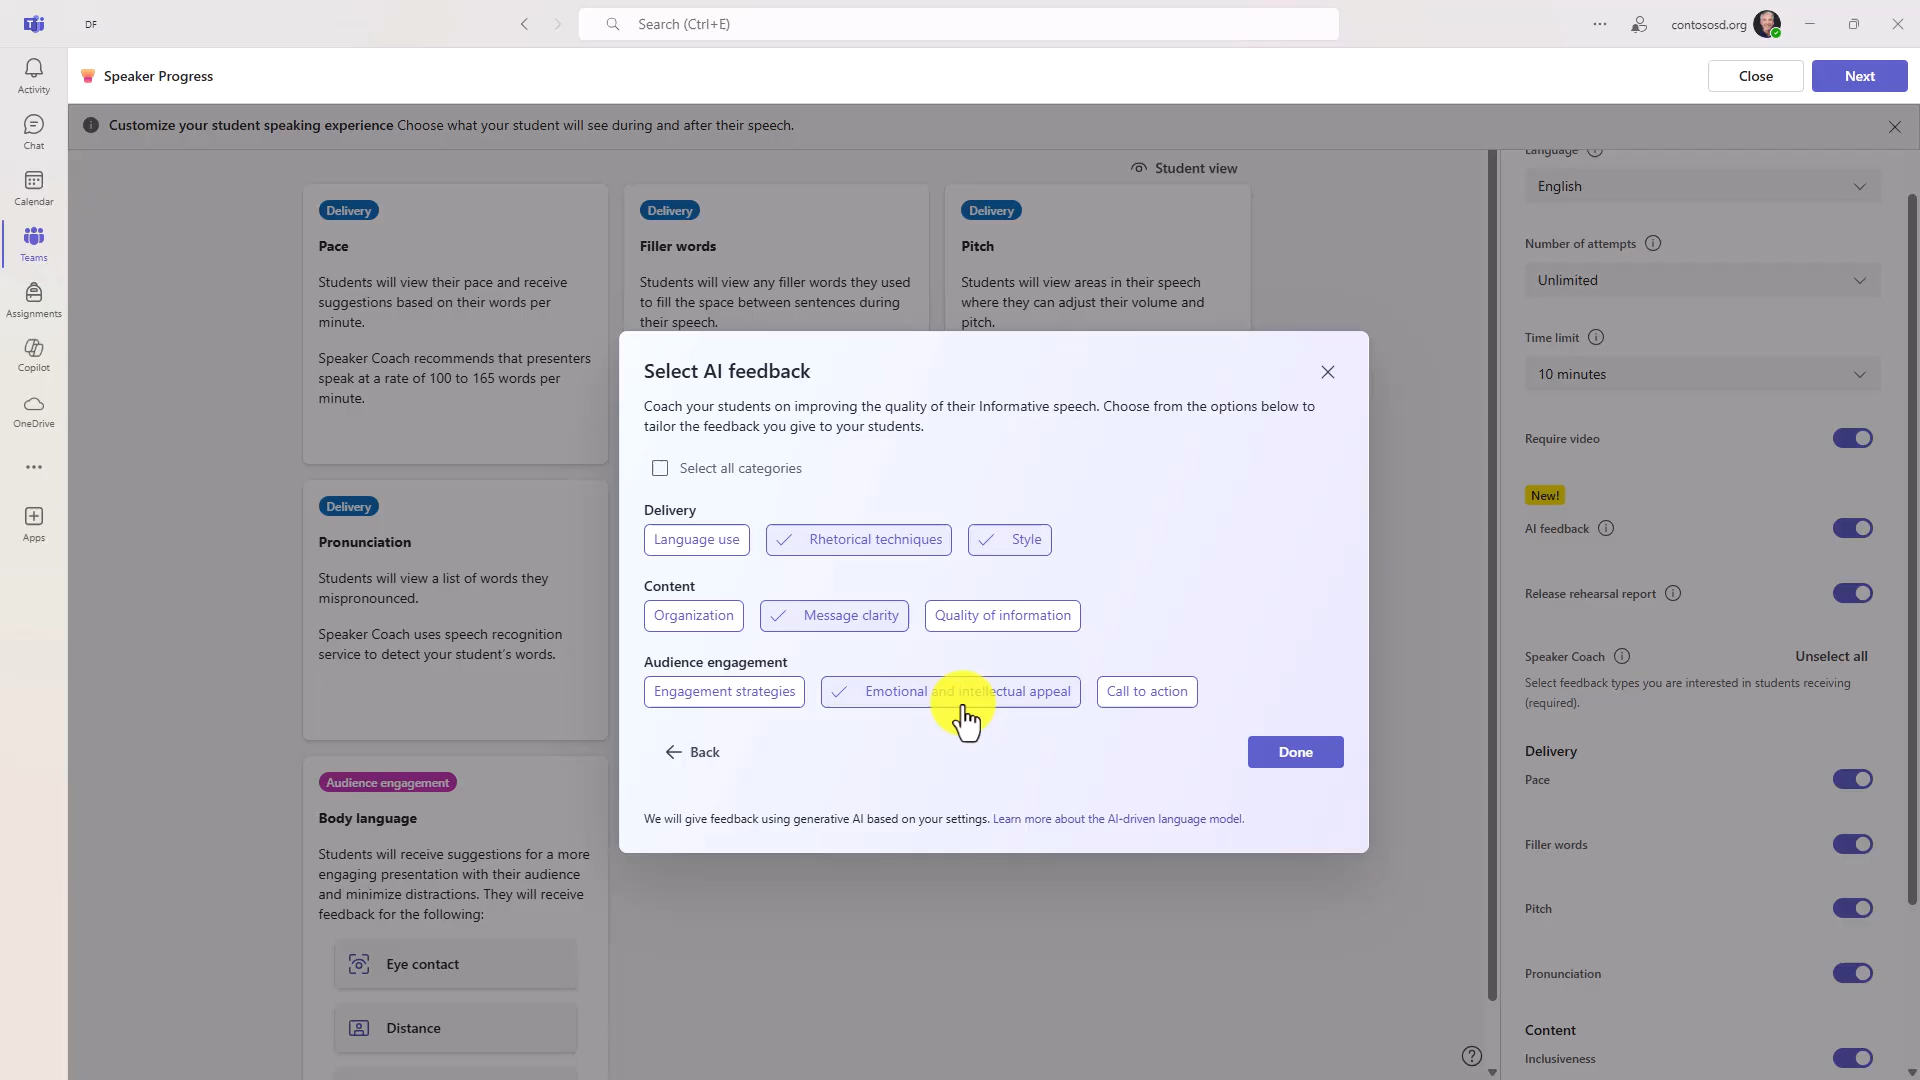 DF
Search (Ctrl+E)
contososd.org
Activity
Chat
Calendar
Teams
Assignments
Copilot
OneDrive
Apps
Speaker Progress
Close
Next
Customize your student speaking experience Choose what your student will see during and after their speech.
Student view
Delivery
Pace
Students will view their pace and receive
suggestions based on their words per
minute.
Speaker Coach recommends that presenters
speak at a rate of 100 to 165 words per
minute.
Delivery
Filler words
Students will view any filler words they used
to fill the space between sentences during
their speech.
Delivery
Pitch
Students will view areas in their speech
where they can adjust their volume and
pitch.
Delivery
Pronunciation
Students will view a list of words they
mispronounced.
Speaker Coach uses speech recognition
service to detect your student's words.
Audience engagement
Body language
Students will receive suggestions for a more
engaging presentation with their audience
and minimize distractions. They will receive
feedback for the following:
Eye contact
Distance
Select AI feedback
Coach your students on improving the quality of their Informative speech. Choose from the options below to
tailor the feedback you give to your students.
Select all categories
Delivery
Language use
Rhetorical techniques
Style
Content
Organization
Message clarity
Quality of information
Audience engagement
Engagement strategies
Emotional and intellectual appeal
Call to action
Back
Done
We will give feedback using generative AI based on your settings. Learn more about the AI-driven language model.
Language
English
Number of attempts
Unlimited
Time limit
10 minutes
Require video
New!
AI feedback
Release rehearsal report
Speaker Coach
Unselect all
Select feedback types you are interested in students receiving
(required).
Delivery
Pace
Filler words
Pitch
Pronunciation
Content
Inclusiveness